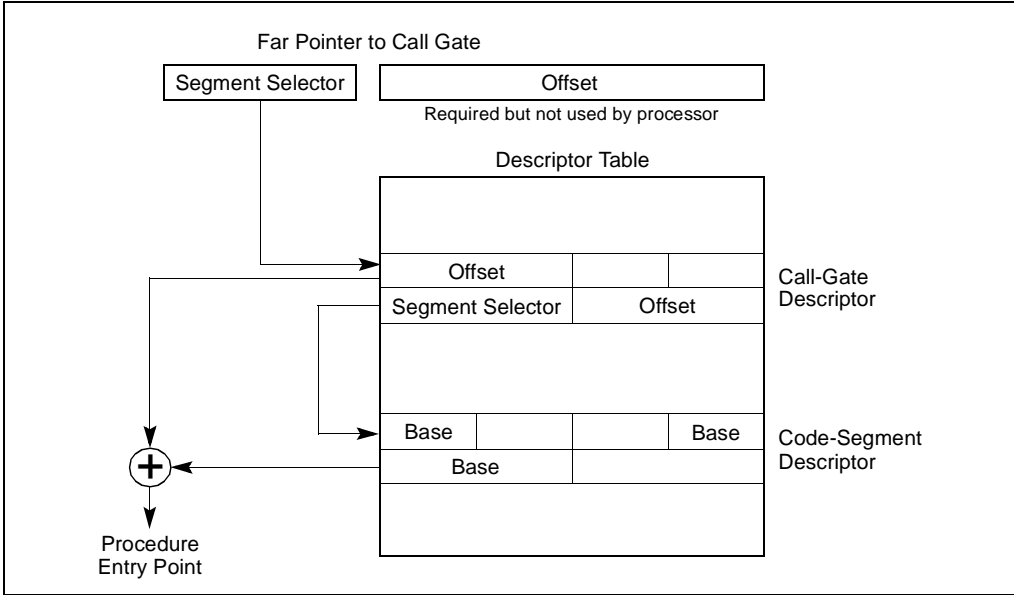 Far Pointer to Call Gate
Segment Selector
Offset
Required but not used by processor
Descriptor Table
Offset
Call-Gate
Descriptor
Segment Selector
Offset
Base
Base
Code-Segment
Descriptor
Base
+
Procedure
Entry Point